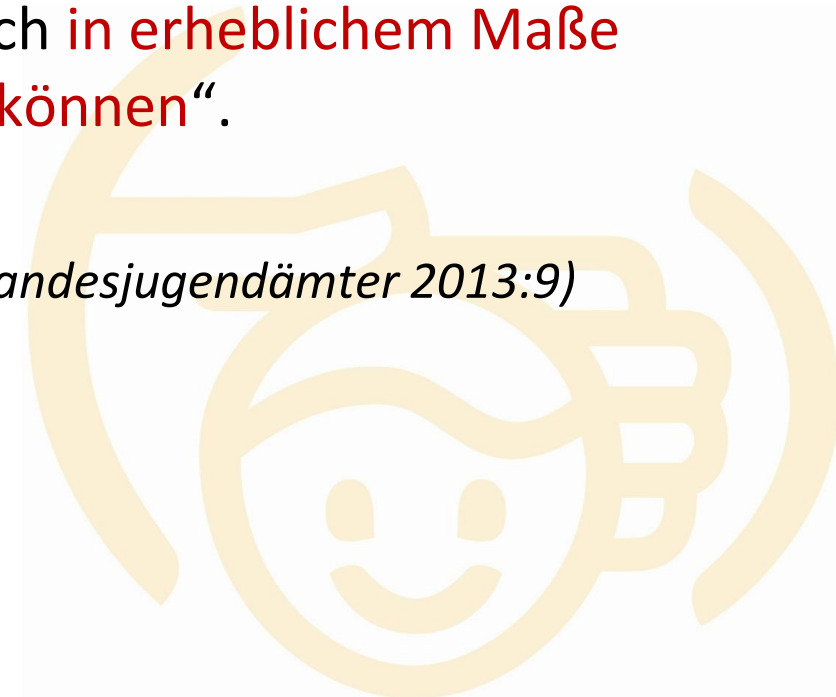 ch in erheblichem Maße
können“.
andesjugendämter 2013:9)